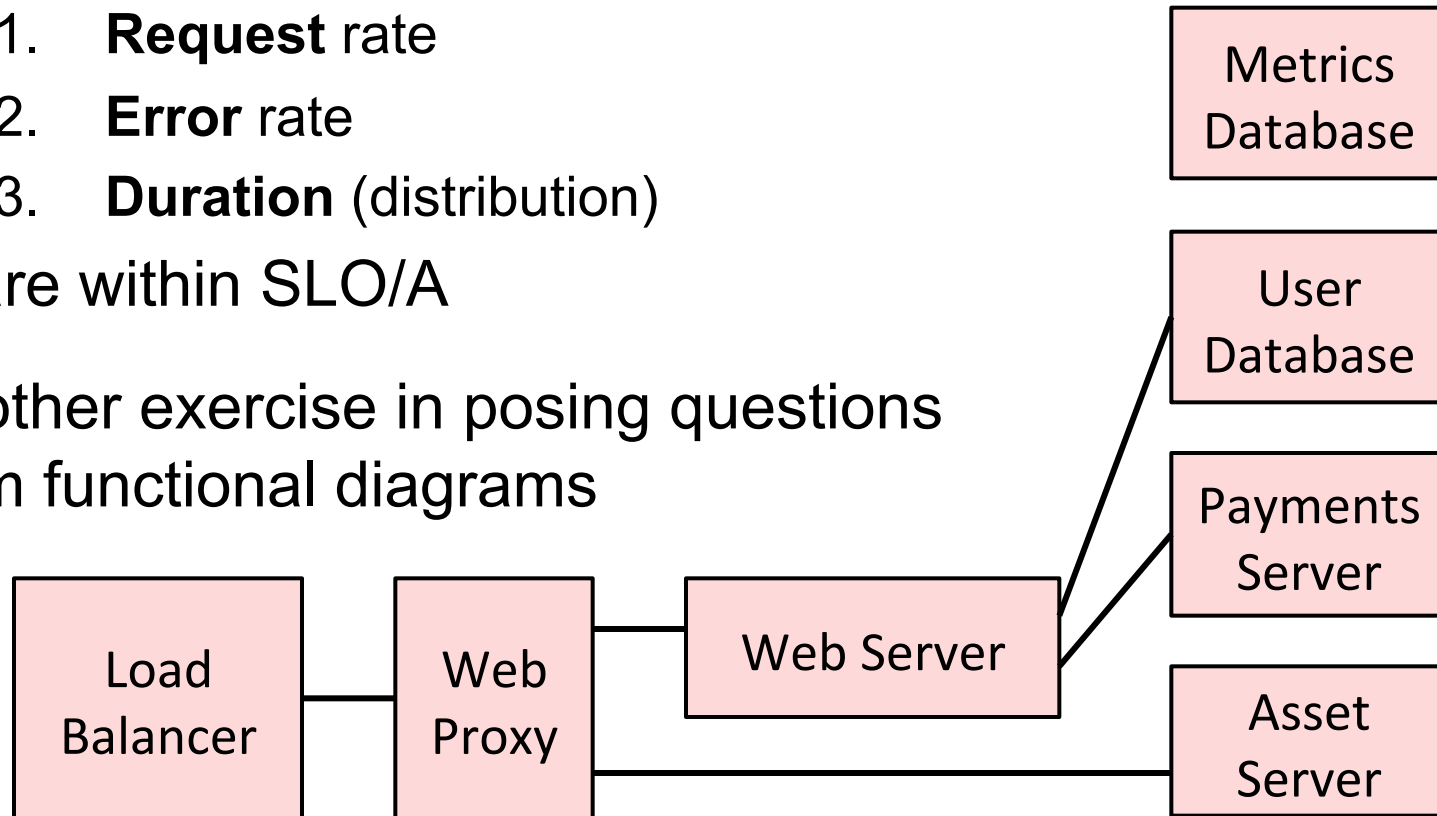 1. Request rate
2. Error rate
3. Duration (distribution)
are within SLO/A
other exercise in posing questions
functional diagrams
Metrics
Database
User
Database
Payments
Server
Load
Balancer
Web
Proxy
Web Server
Asset
Server